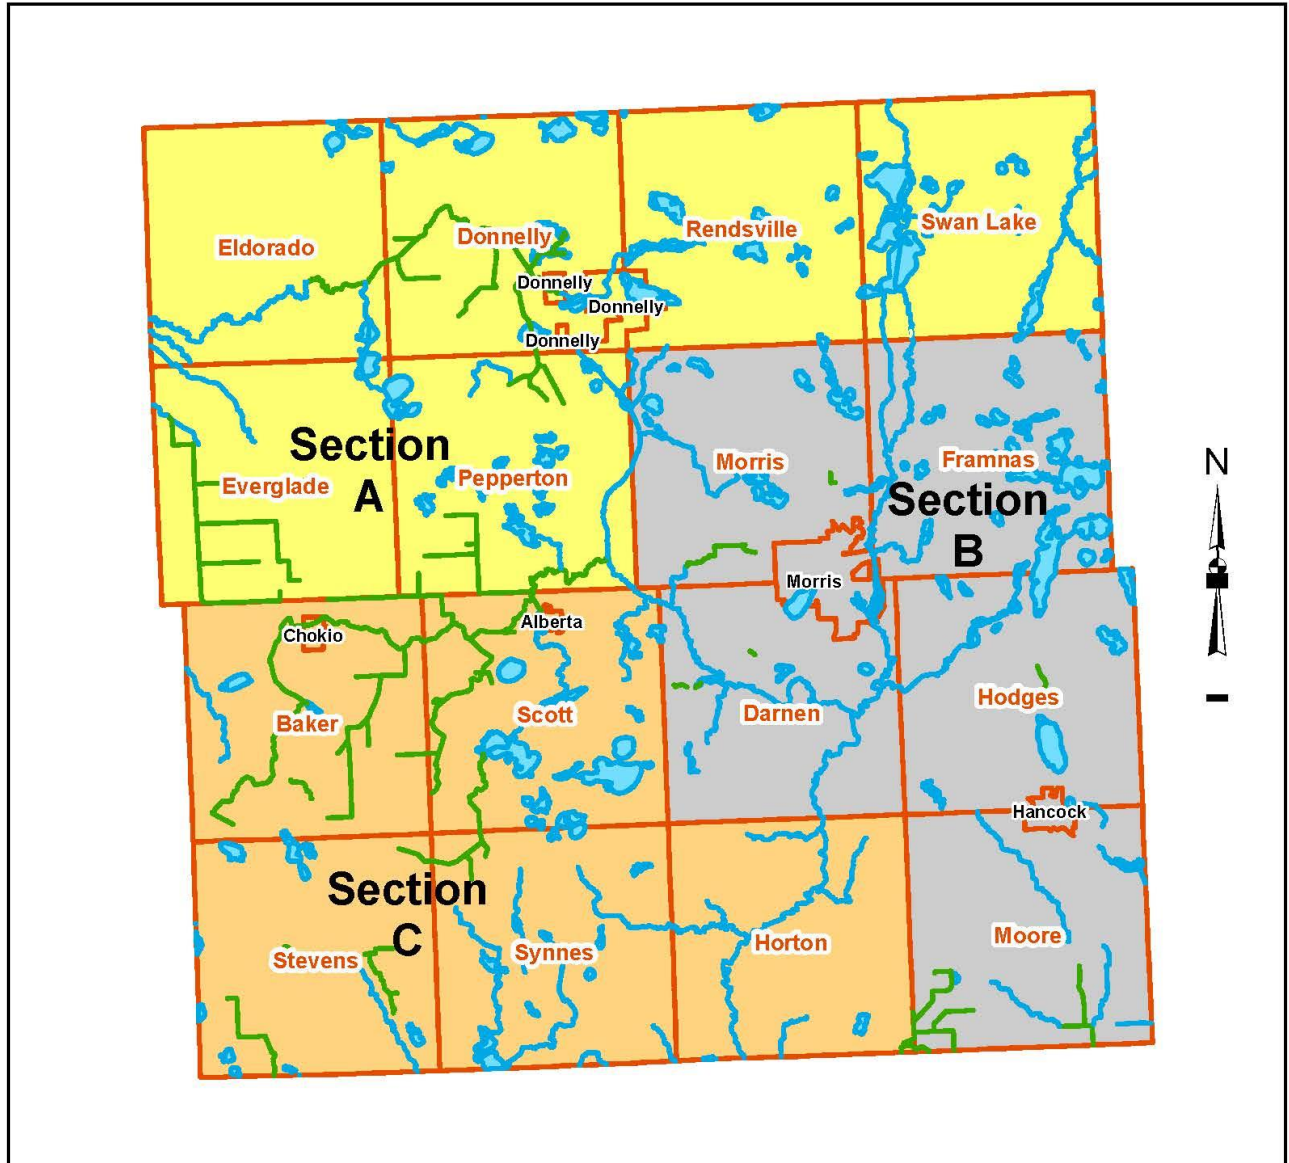 Eldorado
Donnelly
Rendsville
Swan Lake
Donnelly
Donnelly
Donnelly
Section
A
Everglade
Pepperton
Morris
Framnas
Section
B
N
Morris
Chokio
Alberta
Baker
Scott
Darnen
Hodges
Hancock
Section
C
Stevens
Synnes
Horton
Moore